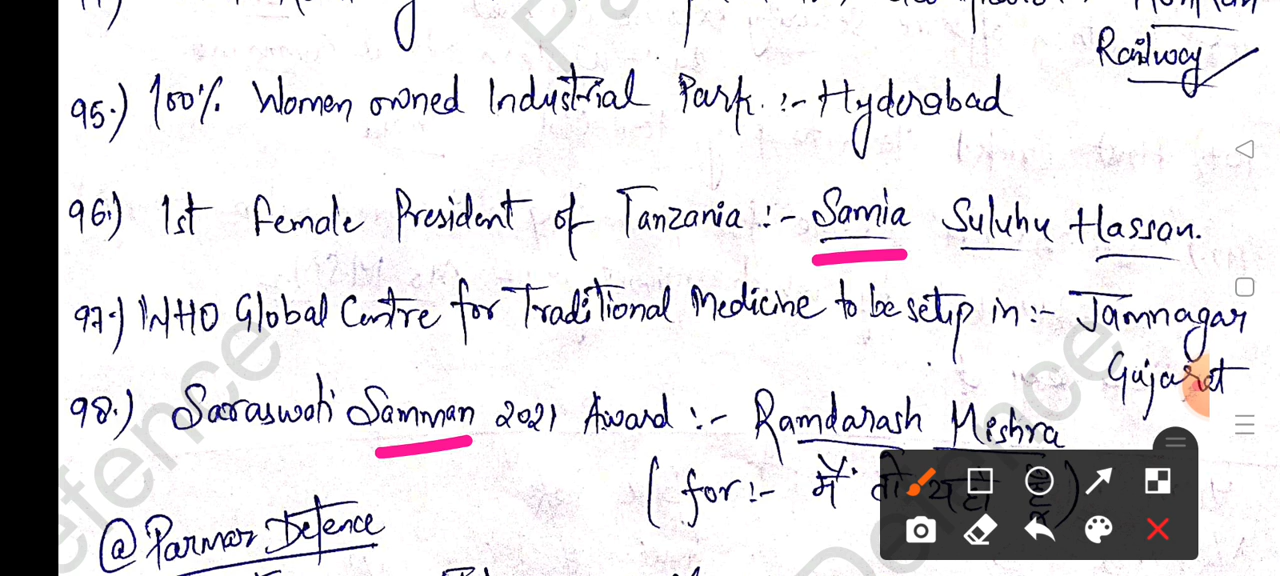 Railway
95.) 100% Women owned Industrial Park :- Hyderabad
96.) 1st Female President of Tanzania :- Samia Suluhu Hassan.
97.) WHO Global Centre for Traditional Medicine to be setup in :- Jamnagar
Gujarat
98.) Saraswati Samman 2021 Award :- Ramdarash Mishra
(for :- मैं तो यहाँ
@Parmar Defence